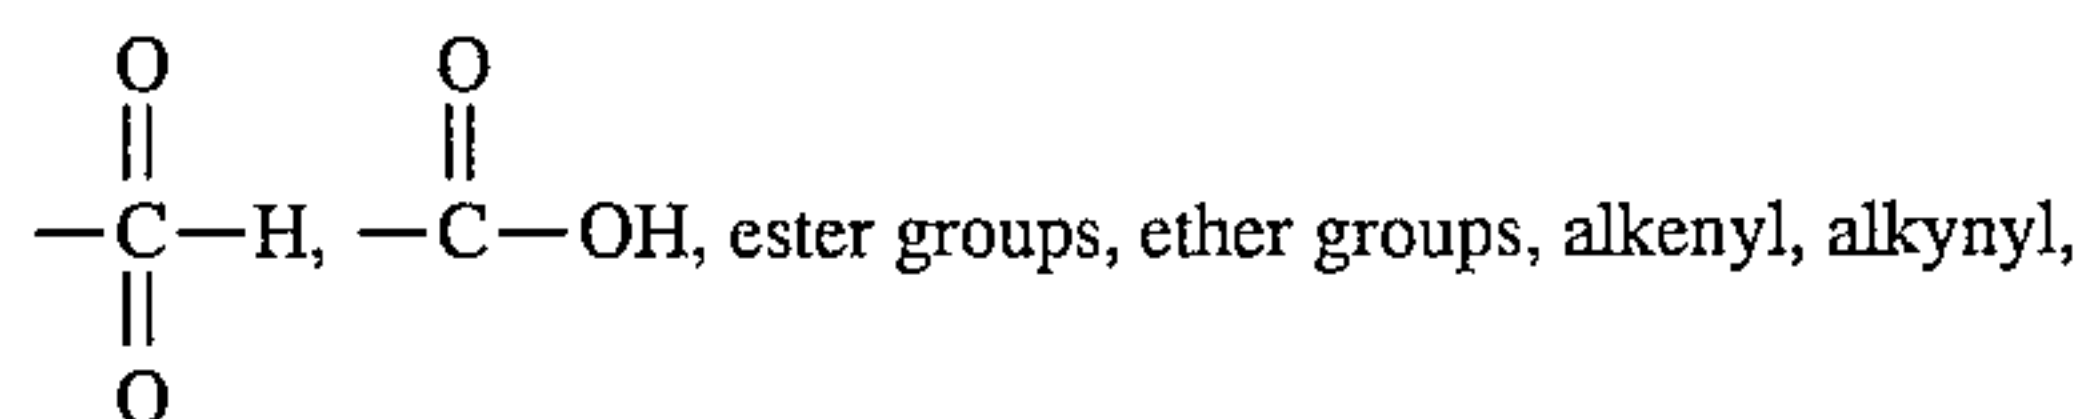 O O
—C—H, —C—OH, ester groups, ether groups, alkenyl, alkynyl,
O